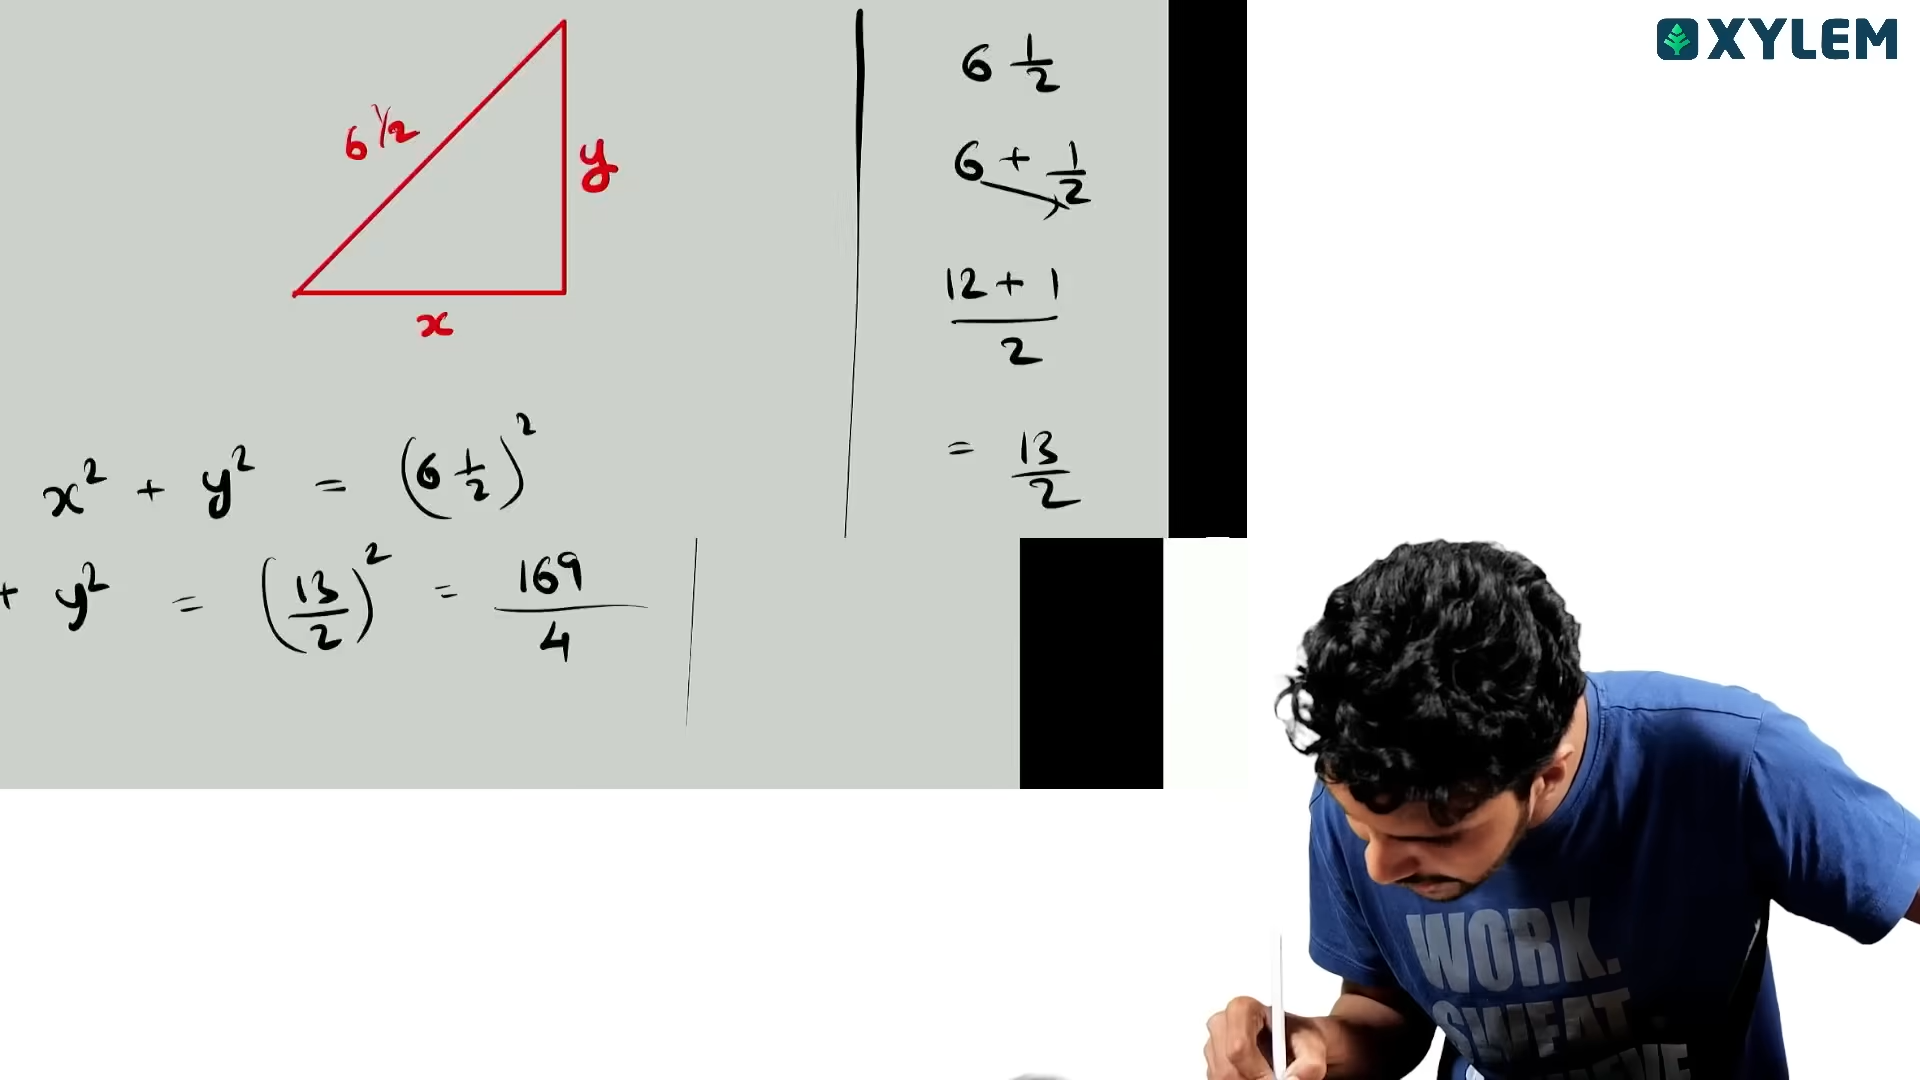 XYLEM
6 1/2
y
x
x² + y² = (6 1/2)²
+ y² = (13/2)² = 169/4
6 1/2
6 + 1/2
12 + 1
2
= 13/2
WORK.
SWEAT.